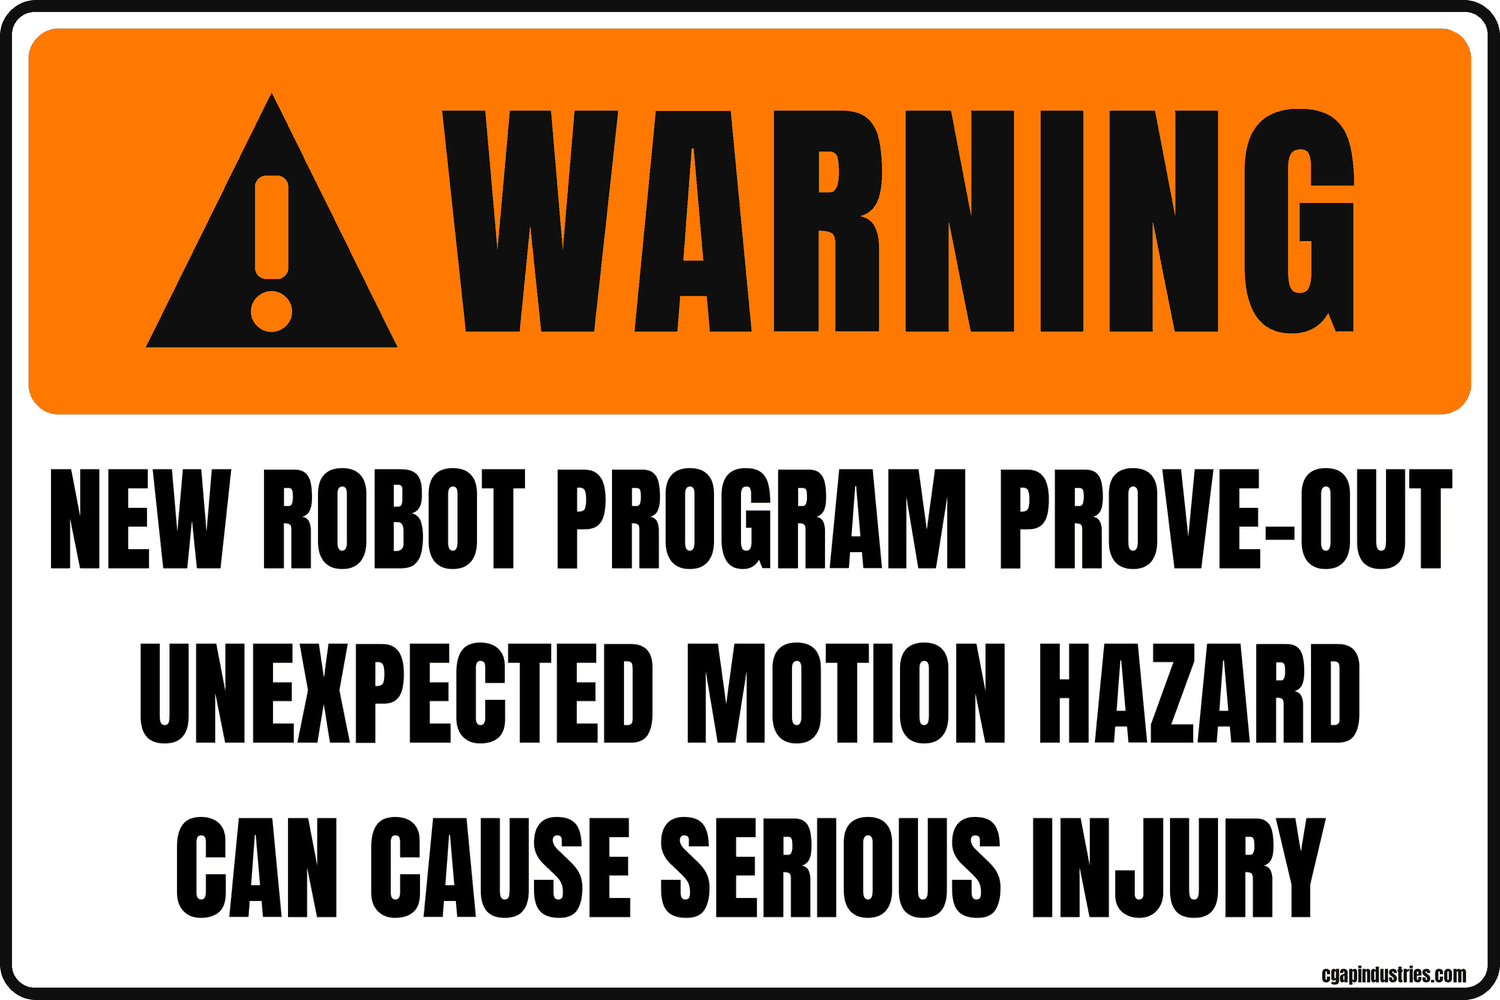 WARNING
NEW ROBOT PROGRAM PROVE-OUT
UNEXPECTED MOTION HAZARD
CAN CAUSE SERIOUS INJURY
cgapindustries.com